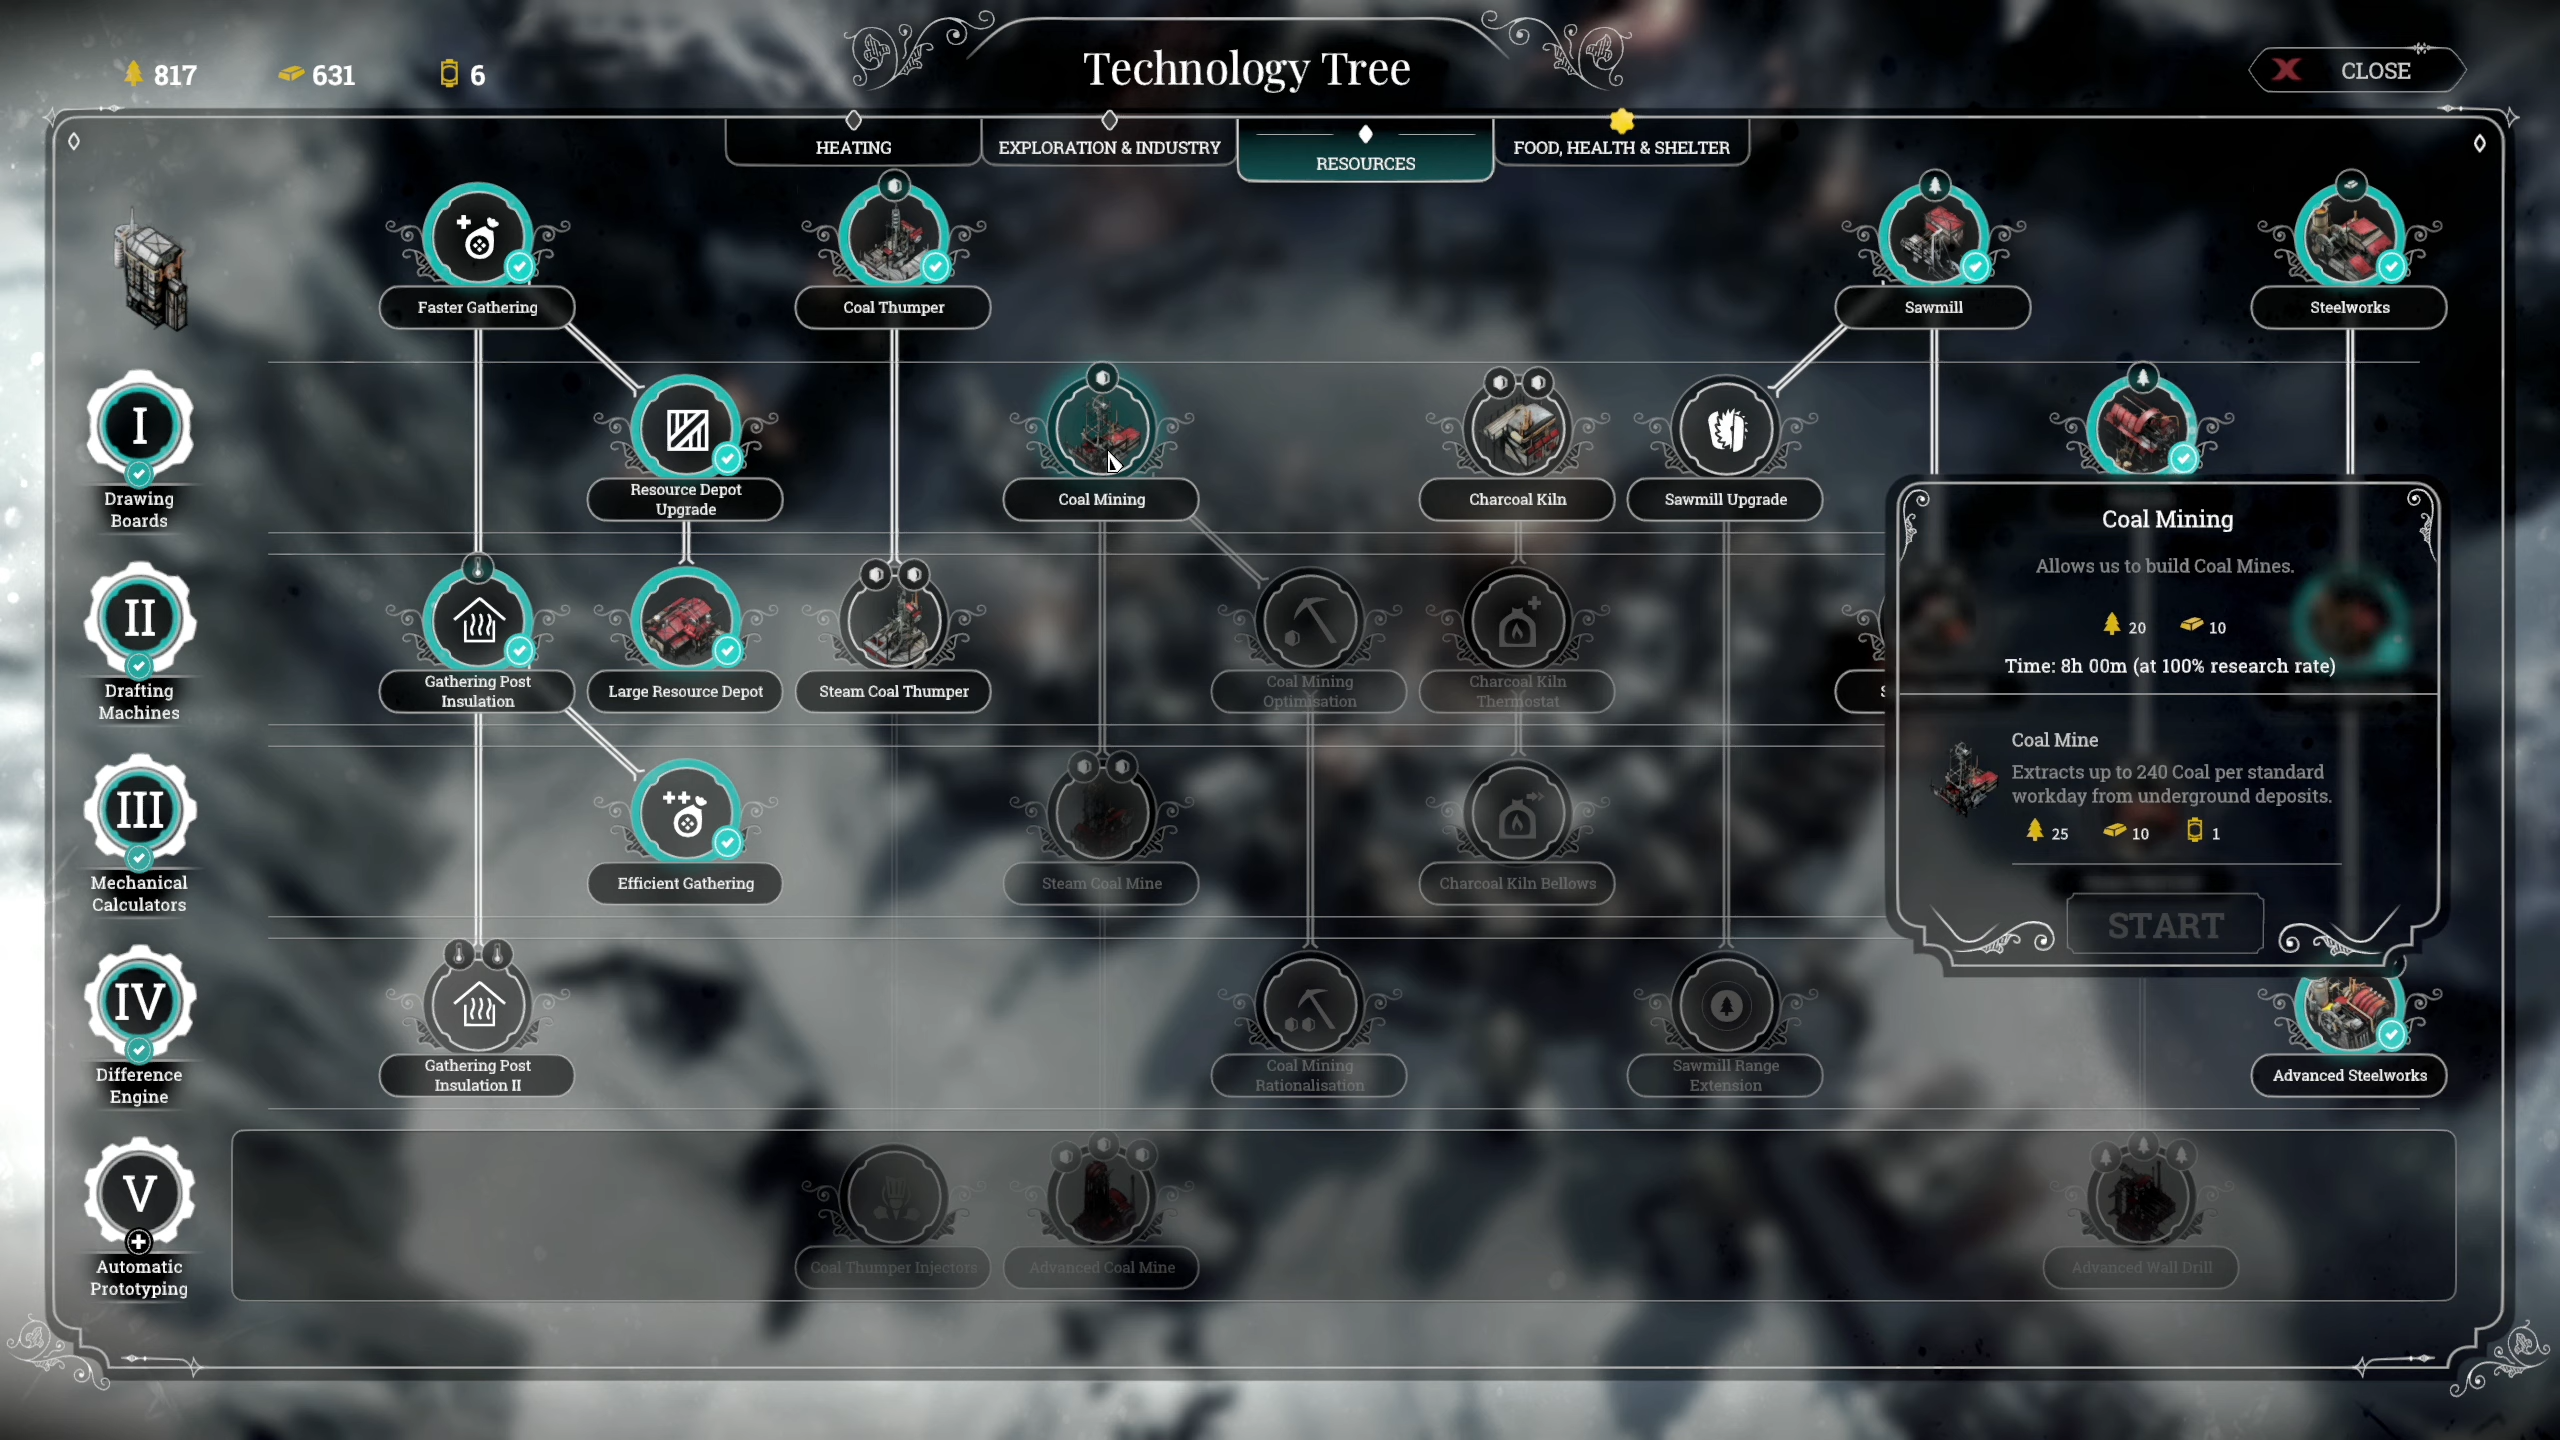 817 631 6
Technology Tree
CLOSE
HEATING
EXPLORATION & INDUSTRY
RESOURCES
FOOD, HEALTH & SHELTER
Faster Gathering
Coal Thumper
Sawmill
Steelworks
I
Drawing
Boards
Resource Depot
Upgrade
Coal Mining
Charcoal Kiln
Sawmill Upgrade
II
Drafting
Machines
Gathering Post
Insulation
Large Resource Depot
Steam Coal Thumper
Coal Mining
Optimisation
Charcoal Kiln
Thermostat
S
III
Mechanical
Calculators
Efficient Gathering
Steam Coal Mine
Charcoal Kiln Bellows
IV
Difference
Engine
Gathering Post
Insulation II
Coal Mining
Rationalisation
Sawmill Range
Extension
Advanced Steelworks
V
Automatic
Prototyping
Coal Thumper Injectors
Advanced Coal Mine
Advanced Wall Drill
Coal Mining
Allows us to build Coal Mines.
20 10
Time: 8h 00m (at 100% research rate)
Coal Mine
Extracts up to 240 Coal per standard
workday from underground deposits.
25 10 1
START